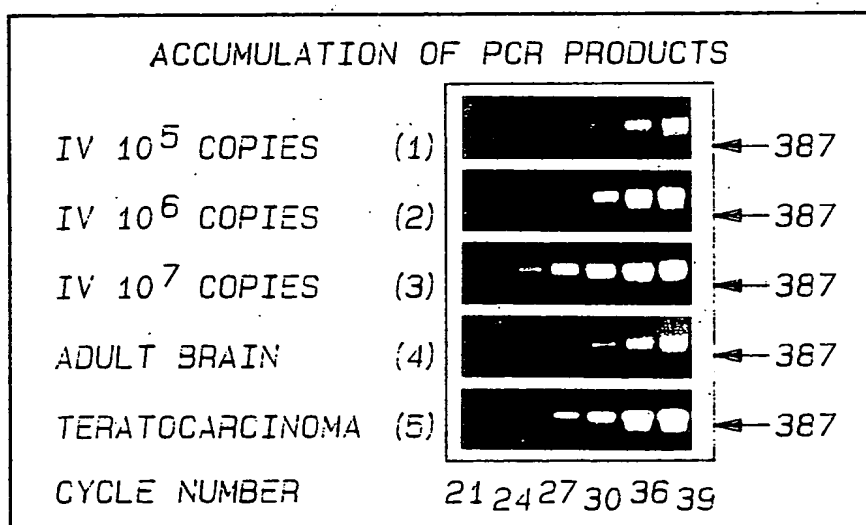 ACCUMULATION OF PCR PRODUCTS
IV 10⁵ COPIES (1) 387
IV 10⁶ COPIES (2) 387
IV 10⁷ COPIES (3) 387
ADULT BRAIN (4) 387
TERATOCARCINOMA (5) 387
CYCLE NUMBER 21 24 27 30 36 39